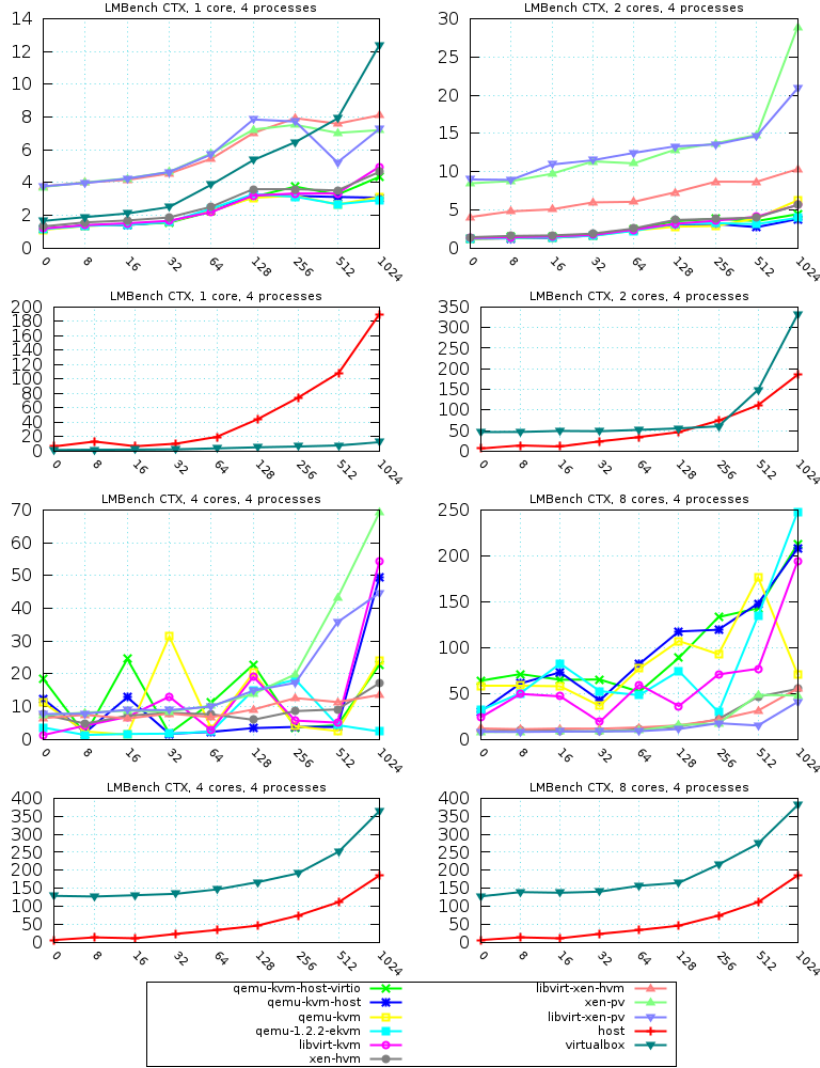 LMBench CTX, 1 core, 4 processes
14
12
10
8
6
4
2
0
0 8 16 32 64 128 256 512 1024
LMBench CTX, 2 cores, 4 processes
30
25
20
15
10
5
0
0 8 16 32 64 128 256 512 1024
LMBench CTX, 1 core, 4 processes
200
180
160
140
120
100
80
60
40
20
0
0 8 16 32 64 128 256 512 1024
LMBench CTX, 2 cores, 4 processes
350
300
250
200
150
100
50
0
0 8 16 32 64 128 256 512 1024
LMBench CTX, 4 cores, 4 processes
70
60
50
40
30
20
10
0
0 8 16 32 64 128 256 512 1024
LMBench CTX, 8 cores, 4 processes
250
200
150
100
50
0
0 8 16 32 64 128 256 512 1024
LMBench CTX, 4 cores, 4 processes
400
350
300
250
200
150
100
50
0
0 8 16 32 64 128 256 512 1024
LMBench CTX, 8 cores, 4 processes
400
350
300
250
200
150
100
50
0
0 8 16 32 64 128 256 512 1024
qemu-kvm-host-virtio
qemu-kvm-host
qemu-kvm
qemu-1.2.2-ekvm
libvirt-kvm
xen-hvm
libvirt-xen-hvm
xen-pv
libvirt-xen-pv
host
virtualbox